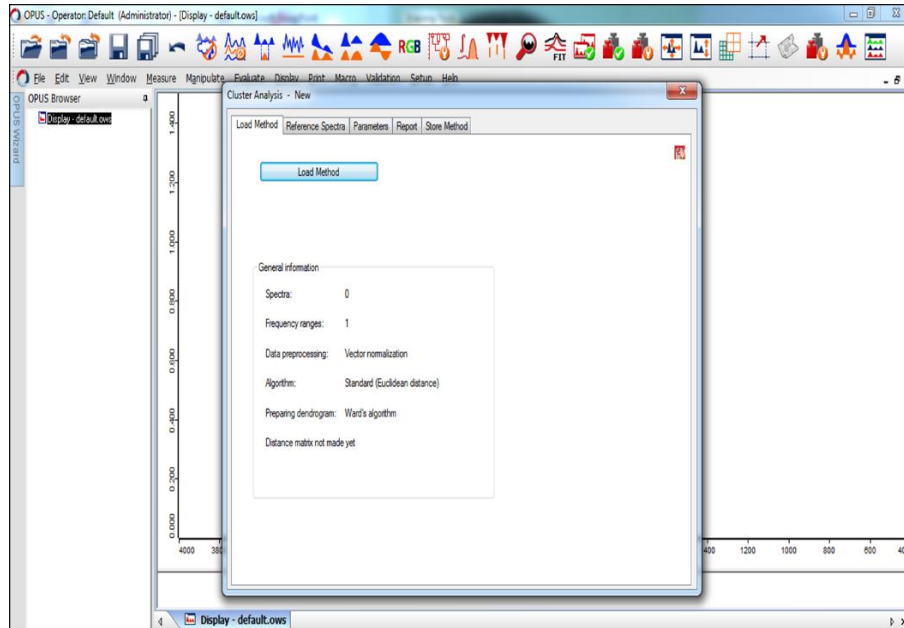 OPUS - Operator: Default (Administrator) - [Display - default.ows]
RGB
FIT
File Edit View Window Measure Manipulate Evaluate Display Print Macro Validation Setup Help
OPUS Browser
OPUS Wizard
Display - default.ows
Cluster Analysis - New
Load Method Reference Spectra Parameters Report Store Method
Load Method
General information
Spectra: 0
Frequency ranges: 1
Data preprocessing: Vector normalization
Algorithm: Standard (Euclidean distance)
Preparing dendrogram: Ward's algorithm
Distance matrix not made yet
1.400
1.200
1.000
0.800
0.600
0.400
0.200
0.000
4000 1200 1000 800 600
Display - default.ows